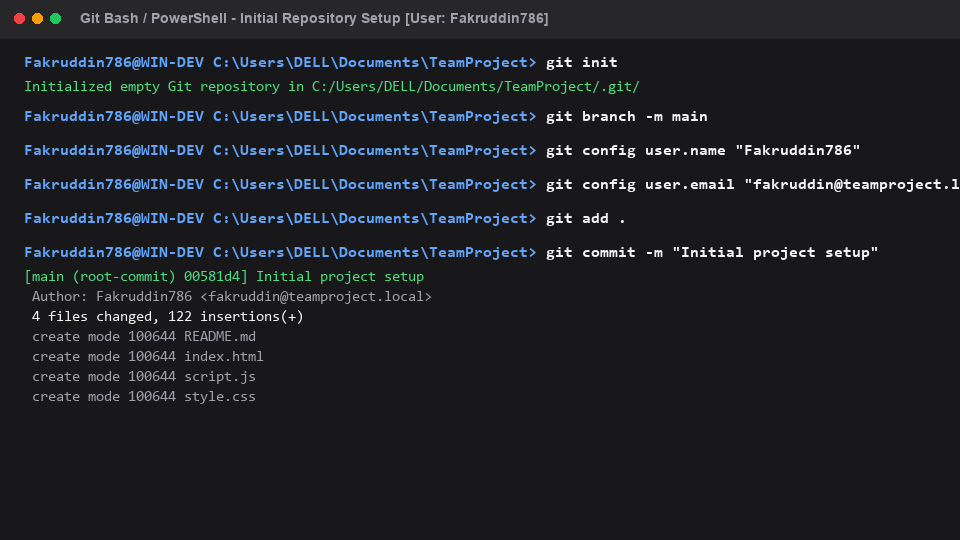 Git Bash / PowerShell - Initial Repository Setup [User: Fakruddin786]
Fakruddin786@WIN-DEV C:\Users\DELL\Documents\TeamProject> git init
Initialized empty Git repository in C:/Users/DELL/Documents/TeamProject/.git/
Fakruddin786@WIN-DEV C:\Users\DELL\Documents\TeamProject> git branch -m main
Fakruddin786@WIN-DEV C:\Users\DELL\Documents\TeamProject> git config user.name "Fakruddin786"
Fakruddin786@WIN-DEV C:\Users\DELL\Documents\TeamProject> git config user.email "fakruddin@teamproject.l
Fakruddin786@WIN-DEV C:\Users\DELL\Documents\TeamProject> git add .
Fakruddin786@WIN-DEV C:\Users\DELL\Documents\TeamProject> git commit -m "Initial project setup"
[main (root-commit) 00581d4] Initial project setup
Author: Fakruddin786 <fakruddin@teamproject.local>
4 files changed, 122 insertions(+)
create mode 100644 README.md
create mode 100644 index.html
create mode 100644 script.js
create mode 100644 style.css